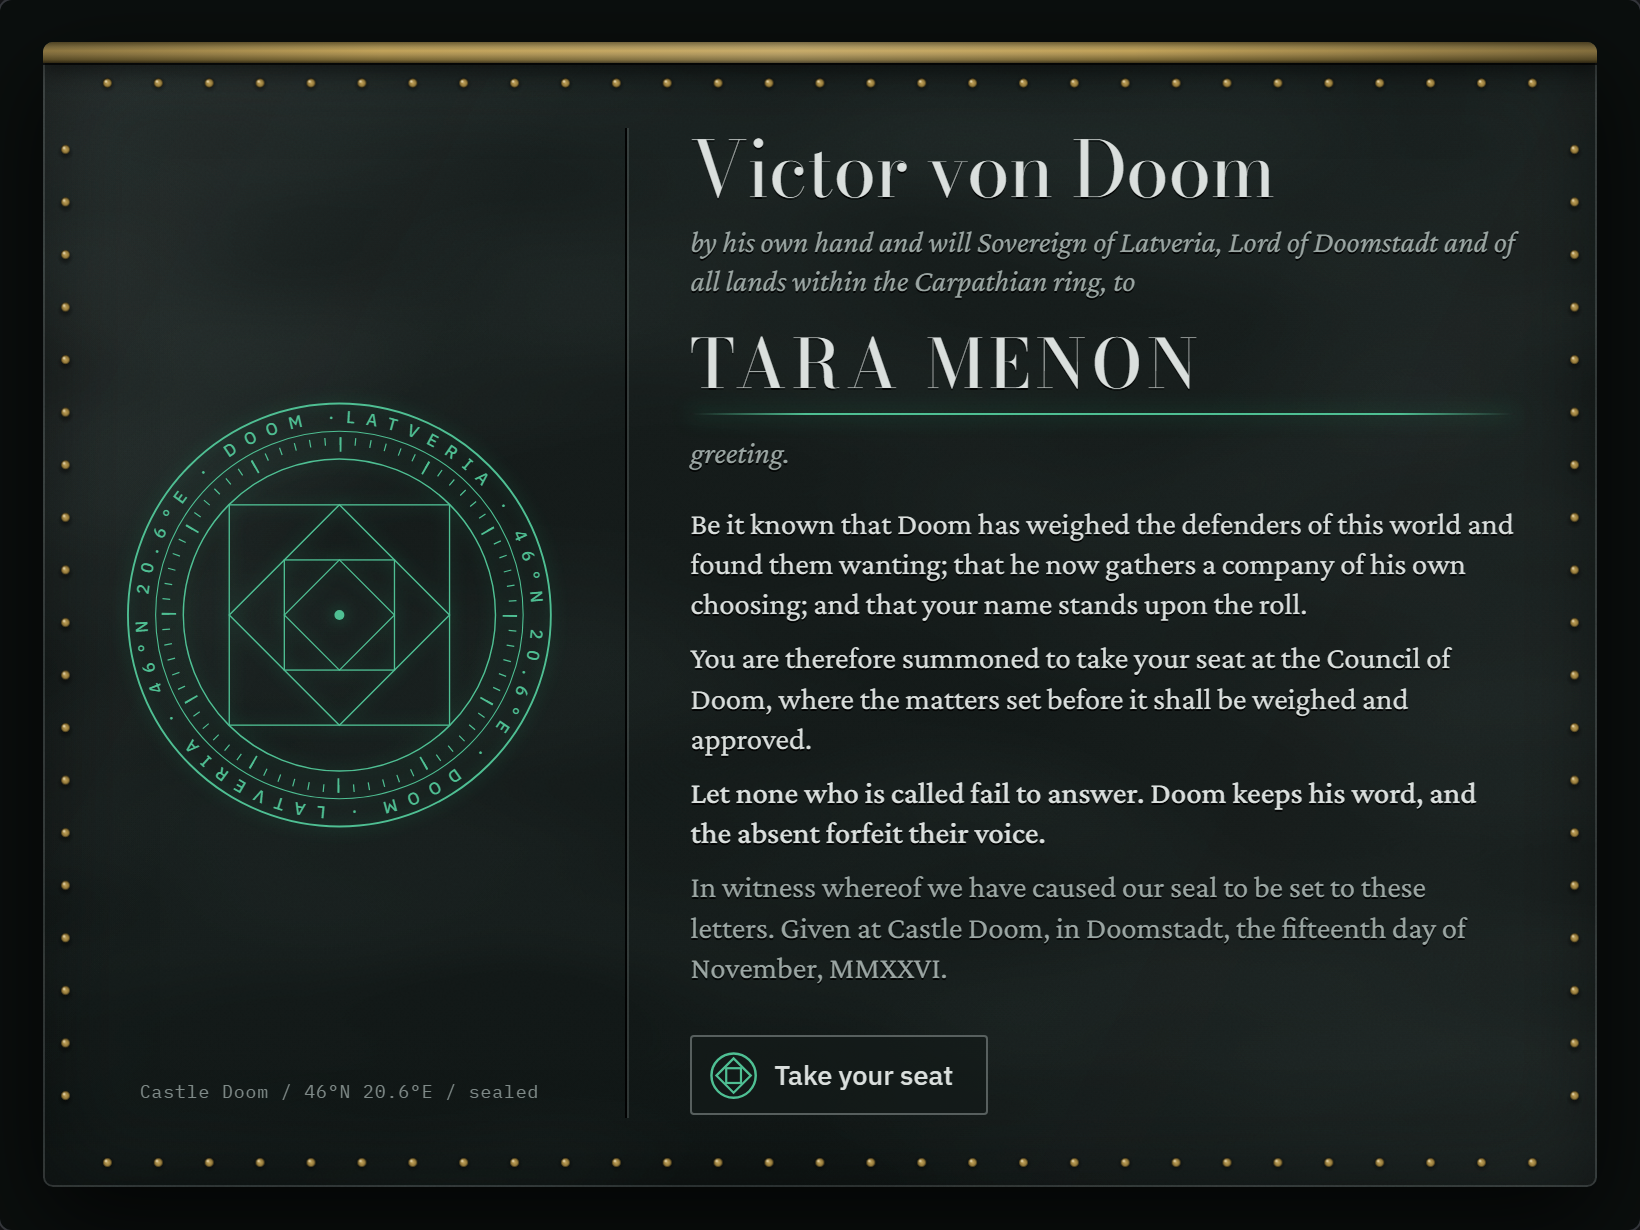 LATVERIA · 46°N 20.6°E · DOOM · LATVERIA · 46°N 20.6°E · DOOM ·
Castle Doom / 46°N 20.6°E / sealed
Victor von Doom
by his own hand and will Sovereign of Latveria, Lord of Doomstadt and of
all lands within the Carpathian ring, to
TARA MENON
greeting.
Be it known that Doom has weighed the defenders of this world and
found them wanting; that he now gathers a company of his own
choosing; and that your name stands upon the roll.
You are therefore summoned to take your seat at the Council of
Doom, where the matters set before it shall be weighed and
approved.
Let none who is called fail to answer. Doom keeps his word, and
the absent forfeit their voice.
In witness whereof we have caused our seal to be set to these
letters. Given at Castle Doom, in Doomstadt, the fifteenth day of
November, MMXXVI.
Take your seat